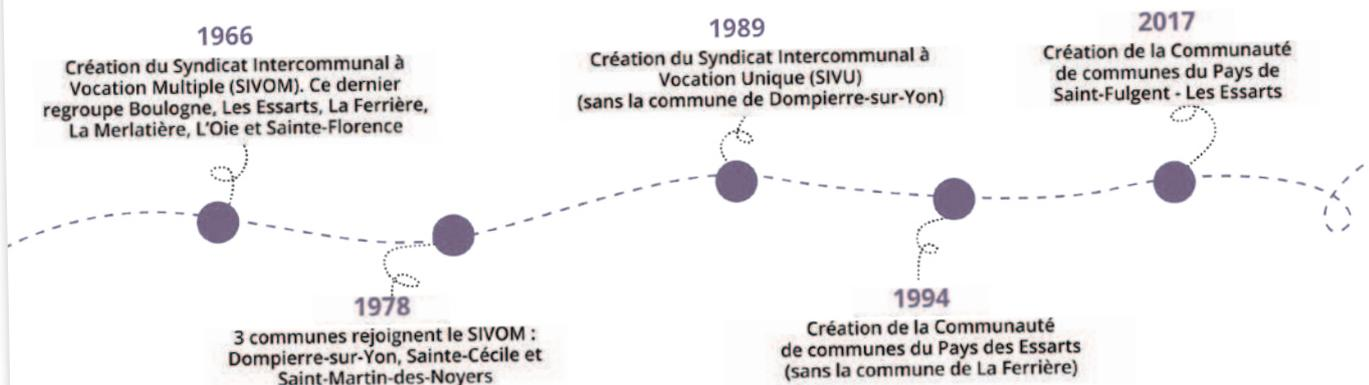 1966
Création du Syndicat Intercommunal à
Vocation Multiple (SIVOM). Ce dernier
regroupe Boulogne, Les Essarts, La Ferrière,
La Merlatière, L'Oie et Sainte-Florence
1978
3 communes rejoignent le SIVOM :
Dompierre-sur-Yon, Sainte-Cécile et
Saint-Martin-des-Noyers
1989
Création du Syndicat Intercommunal à
Vocation Unique (SIVU)
(sans la commune de Dompierre-sur-Yon)
1994
Création de la Communauté
de communes du Pays des Essarts
(sans la commune de La Ferrière)
2017
Création de la Communauté
de communes du Pays de
Saint-Fulgent - Les Essarts